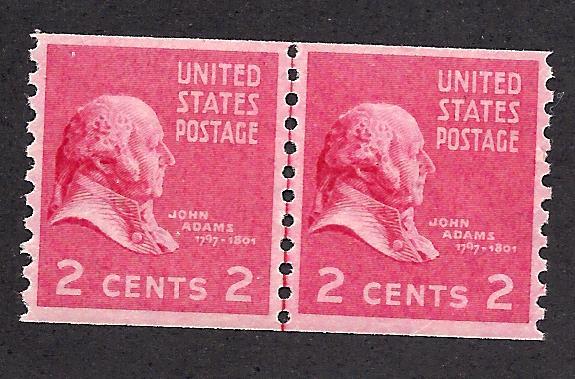 UNITED
STATES
POSTAGE
JOHN
ADAMS
1797-1801
2 CENTS 2
UNITED
STATES
POSTAGE
JOHN
ADAMS
1797-1801
2 CENTS 2